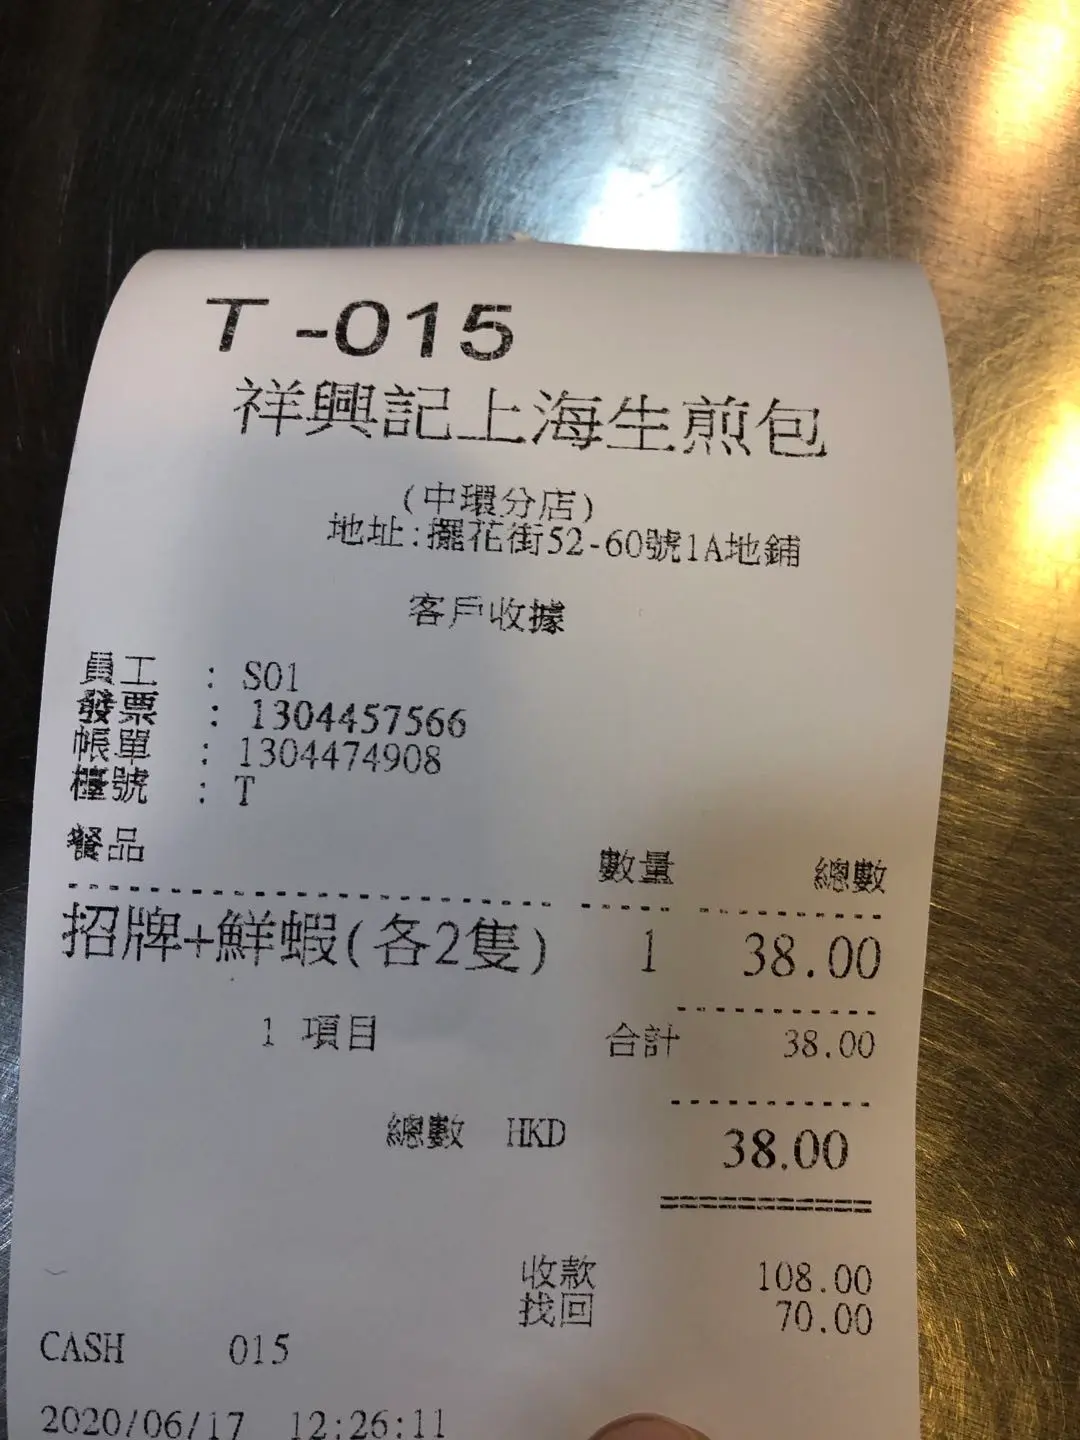 T -015
祥興記上海生煎包
(中環分店)
地址:擺花街52-60號1A地鋪
客戶收據
員工 : S01
發票 : 1304457566
帳單 : 1304474908
檯號 : T
餐品 數量 總數
招牌+鮮蝦(各2隻) 1 38.00
1 項目 合計 38.00
總數 HKD 38.00
收款 108.00
找回 70.00
CASH 015
2020/06/17 12:26:11